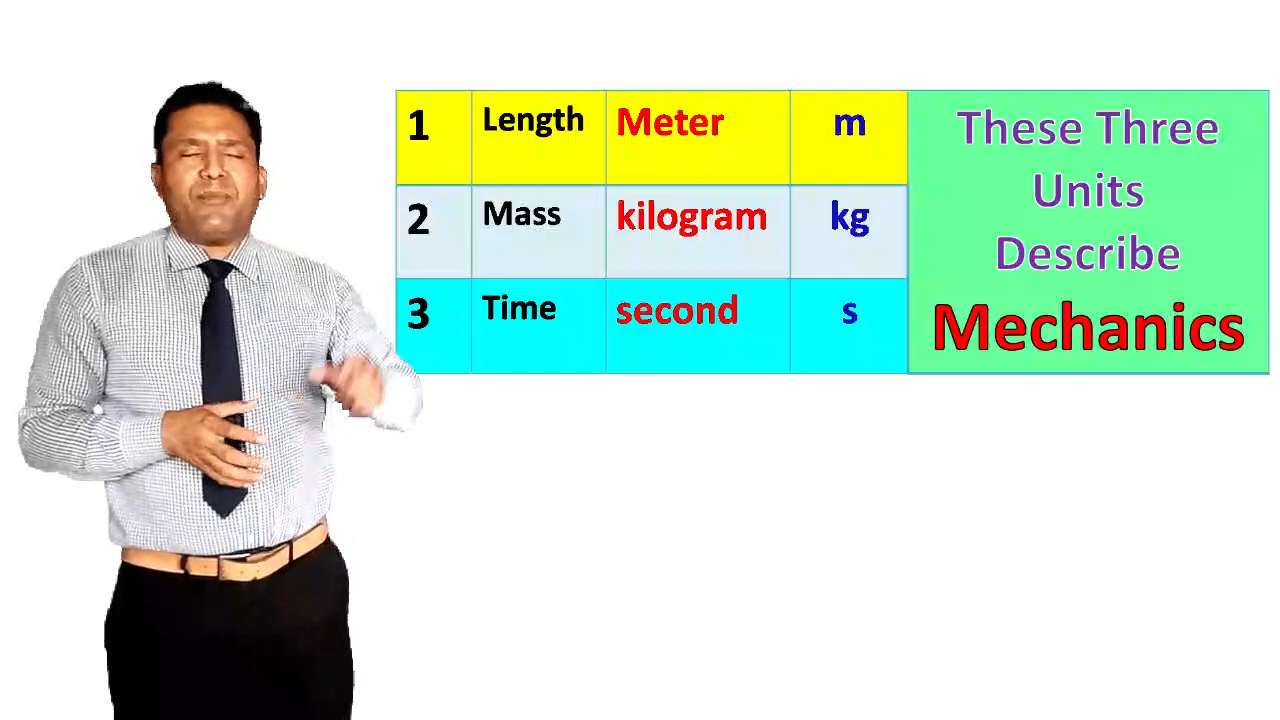 1 Length Meter m
2 Mass kilogram kg
3 Time second s
These Three
Units
Describe
Mechanics